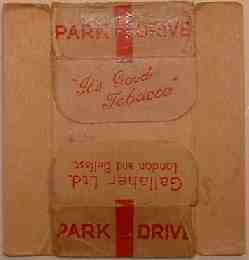 PARK DRIVE
"It's Good
Tobacco"
Gallaher Ltd.
London and Belfast.
PARK DRIVE